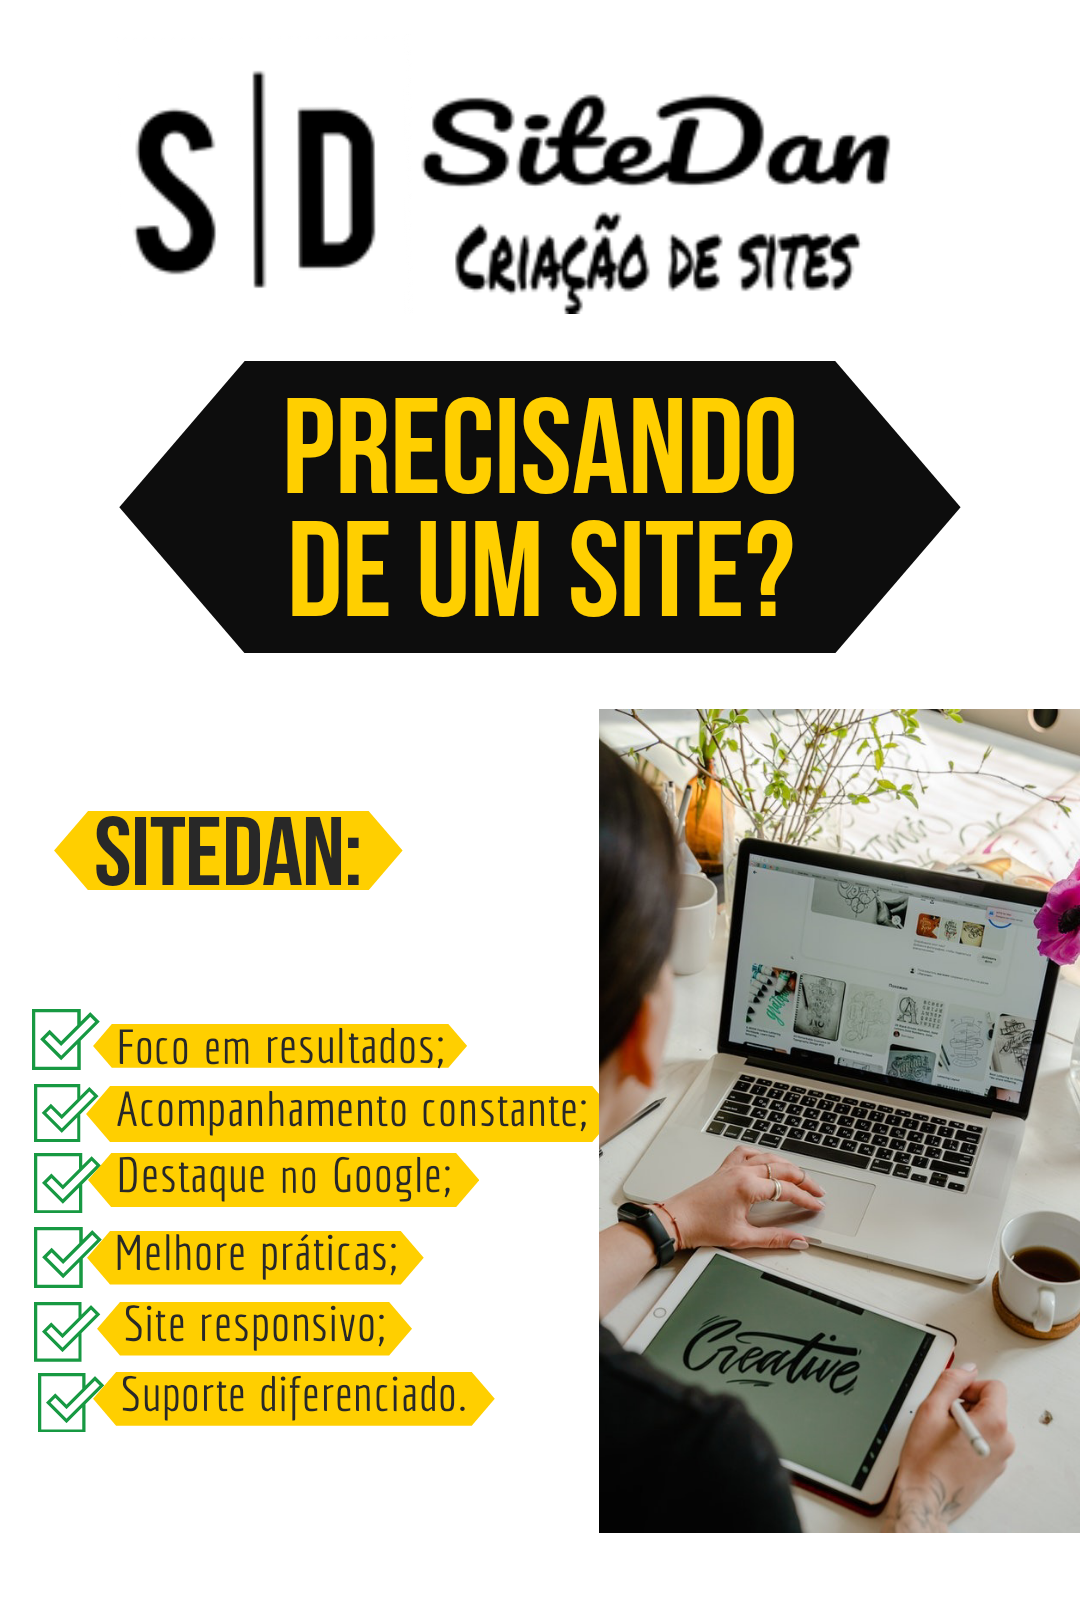 S|D
SiteDan
CRIAÇÃO DE SITES
PRECISANDO
DE UM SITE?
SITEDAN:
Foco em resultados;
Acompanhamento constante;
Destaque no Google;
Melhore práticas;
Site responsivo;
Suporte diferenciado.
Creative